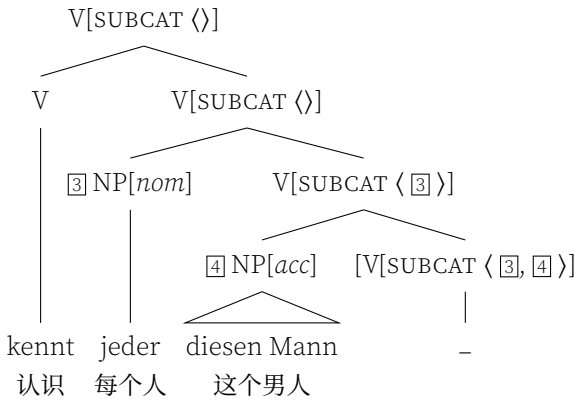 V[SUBCAT ⟨⟩]
V V[SUBCAT ⟨⟩]
3 NP[nom] V[SUBCAT ⟨ 3 ⟩]
4 NP[acc] [V[SUBCAT ⟨ 3, 4 ⟩]
kennt jeder diesen Mann _
认识 每个人 这个男人